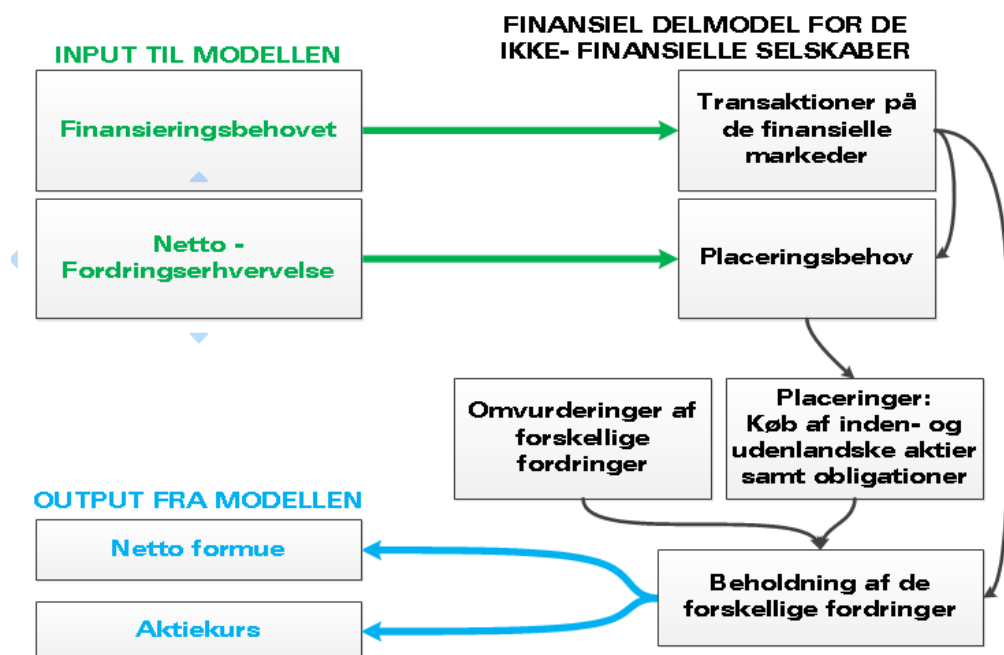 FINANSIEL DELMODEL FOR DE
IKKE- FINANSIELLE SELSKABER
INPUT TIL MODELLEN
Finansieringsbehovet
Transaktioner på
de finansielle
markeder
Netto -
Fordringserhvervelse
Placeringsbehov
Omvurderinger af
forskellige
fordringer
Placeringer:
Køb af inden- og
udenlandske aktier
samt obligationer
OUTPUT FRA MODELLEN
Netto formue
Aktiekurs
Beholdning af de
forskellige fordringer